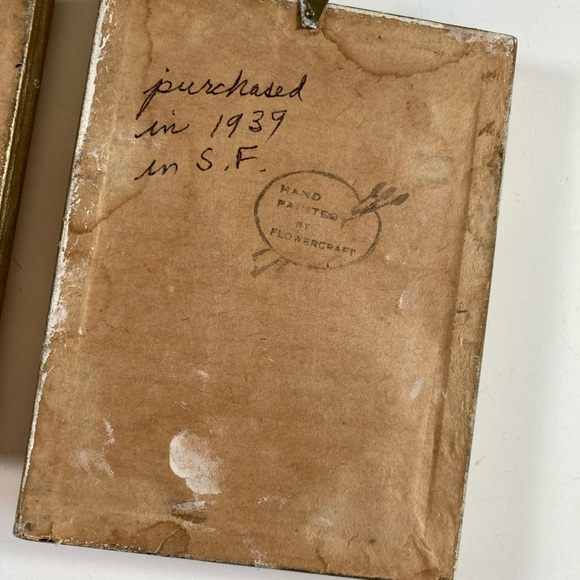 purchased
in 1939
in S.F.
HAND
PAINTED
BY
FLOWERCRAFT